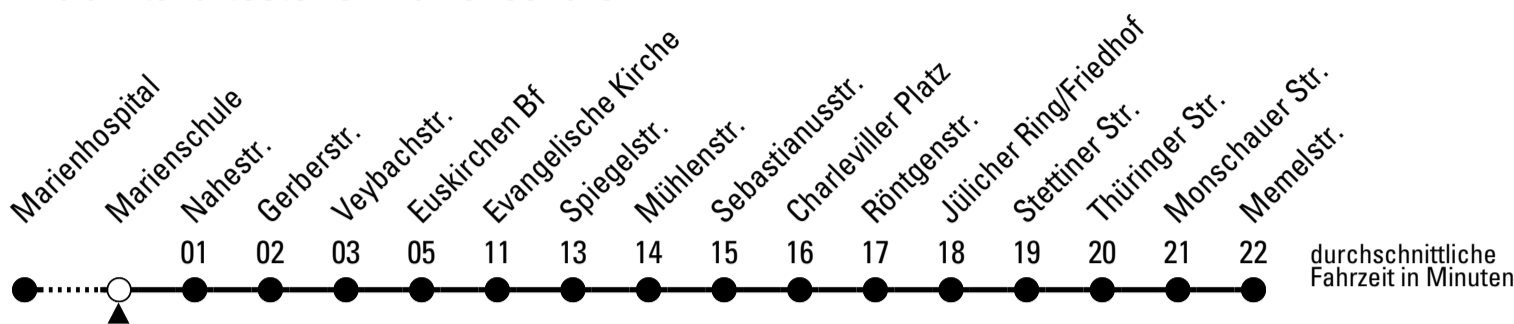 Marienhospital
Marienschule
Nahestr.
Gerberstr.
Veybachstr.
Euskirchen Bf
Evangelische Kirche
Spiegelstr.
Mühlenstr.
Sebastianusstr.
Charleviller Platz
Röntgenstr.
Jülicher Ring/Friedhof
Stettiner Str.
Thüringer Str.
Monschauer Str.
Memelstr.
01 02 03 05 11 13 14 15 16 17 18 19 20 21 22
durchschnittliche
Fahrzeit in Minuten